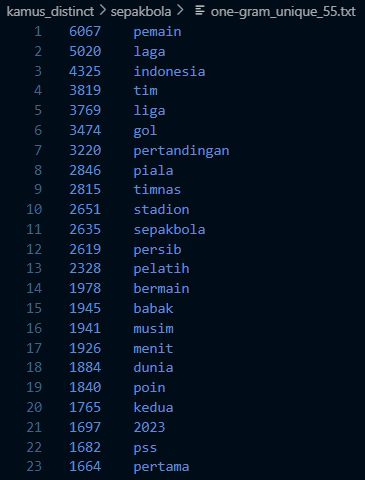 kamus_distinct > sepakbola > one-gram_unique_55.txt
1 6067 pemain
2 5020 laga
3 4325 indonesia
4 3819 tim
5 3769 liga
6 3474 gol
7 3220 pertandingan
8 2846 piala
9 2815 timnas
10 2651 stadion
11 2635 sepakbola
12 2619 persib
13 2328 pelatih
14 1978 bermain
15 1945 babak
16 1941 musim
17 1926 menit
18 1884 dunia
19 1840 poin
20 1765 kedua
21 1697 2023
22 1682 pss
23 1664 pertama